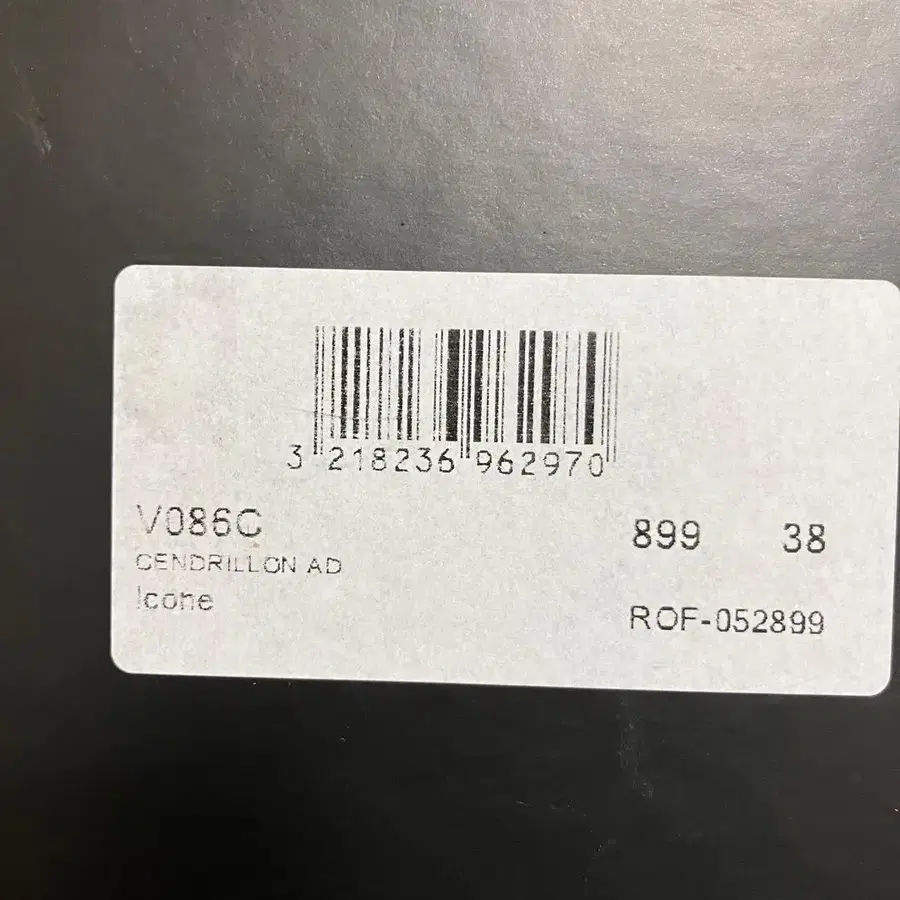 3 218236 962970
V086C 899 38
CENDRILLON AD
Icone
ROF-052899